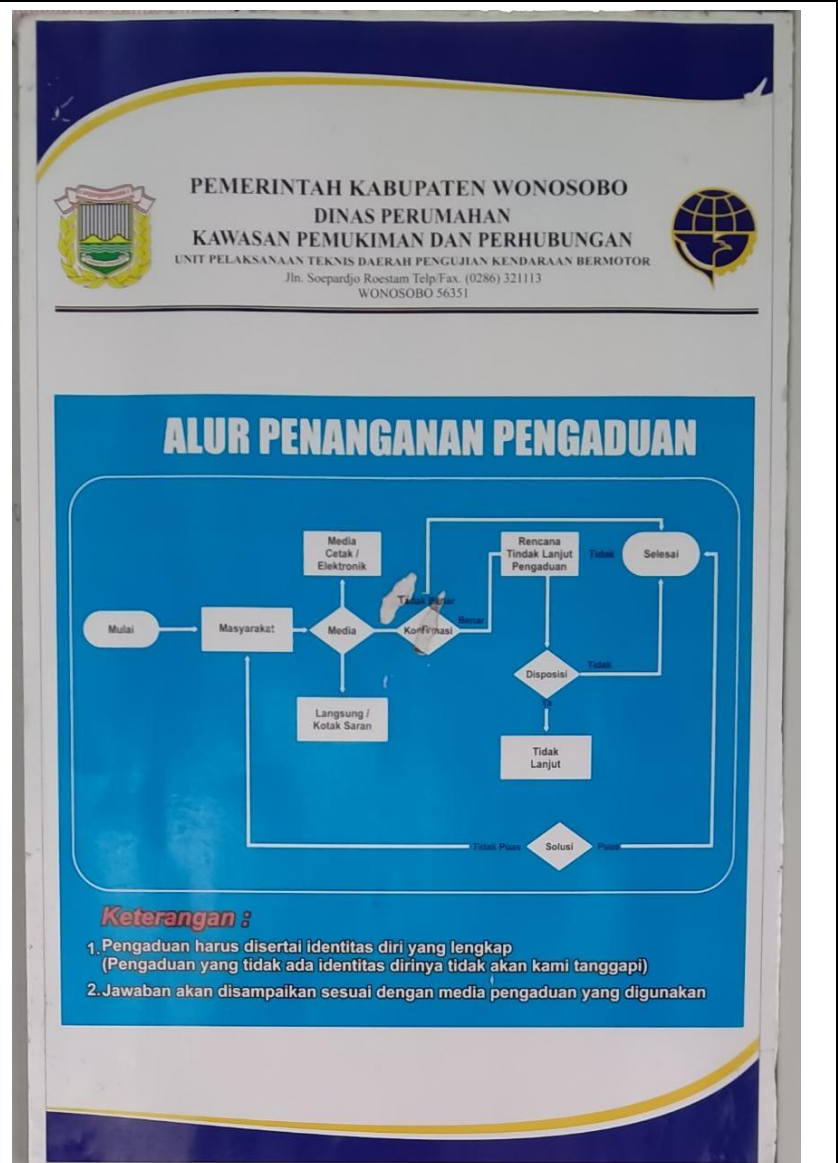 PEMERINTAH KABUPATEN WONOSOBO
DINAS PERUMAHAN
KAWASAN PEMUKIMAN DAN PERHUBUNGAN
UNIT PELAKSANAAN TEKNIS DAERAH PENGUJIAN KENDARAAN BERMOTOR
Jln. Soepardjo Roestam Telp/Fax. (0286) 321113
WONOSOBO 56351
ALUR PENANGANAN PENGADUAN
Media
Cetak /
Elektronik
Rencana
Tindak Lanjut
Pengaduan
Tidak
Selesai
Tidak Benar
Mulai
Masyarakat
Media
Konfirmasi
Benar
Disposisi
Tidak
Ya
Langsung /
Kotak Saran
Tidak
Lanjut
Tidak Puas
Solusi
Puas
Keterangan :
1. Pengaduan harus disertai identitas diri yang lengkap
(Pengaduan yang tidak ada identitas dirinya tidak akan kami tanggapi)
2. Jawaban akan disampaikan sesuai dengan media pengaduan yang digunakan